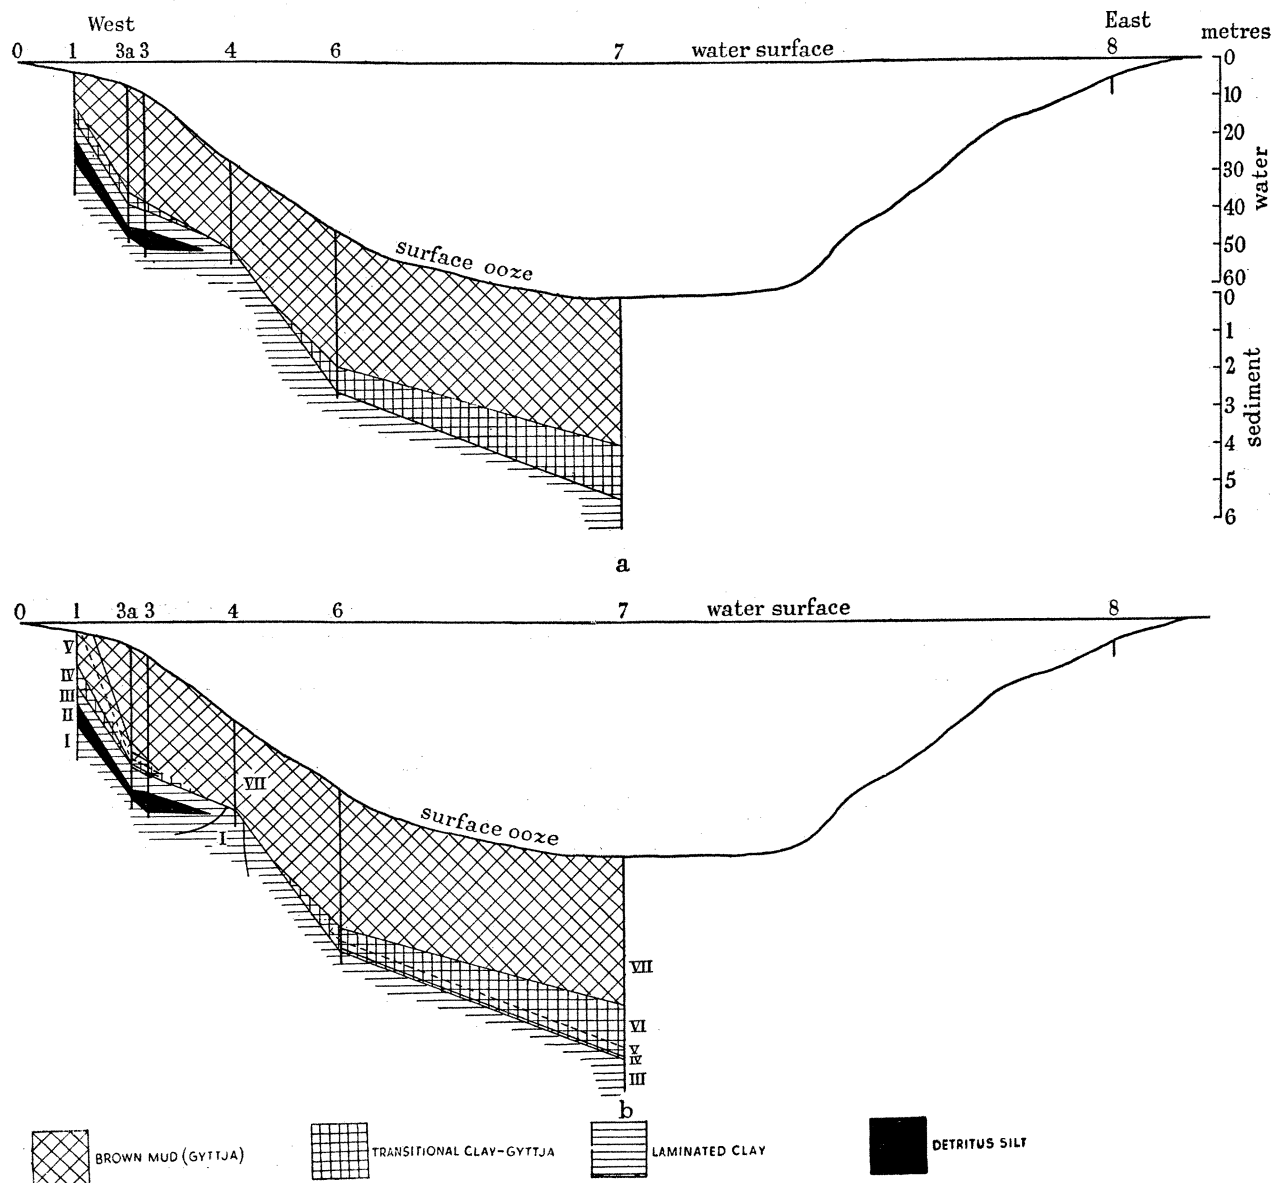 West East
0 1 3a 3 4 6 7 water surface 8 metres
0
10
20
30
40
50
60
water
surface ooze
0
1
2
3
4
5
6
sediment
a
0 1 3a 3 4 6 7 water surface 8
V
IV
III
II
I
VII
I
surface ooze
VII
VI
V
IV
III
b
BROWN MUD (GYTTJA) TRANSITIONAL CLAY-GYTTJA LAMINATED CLAY DETRITUS SILT